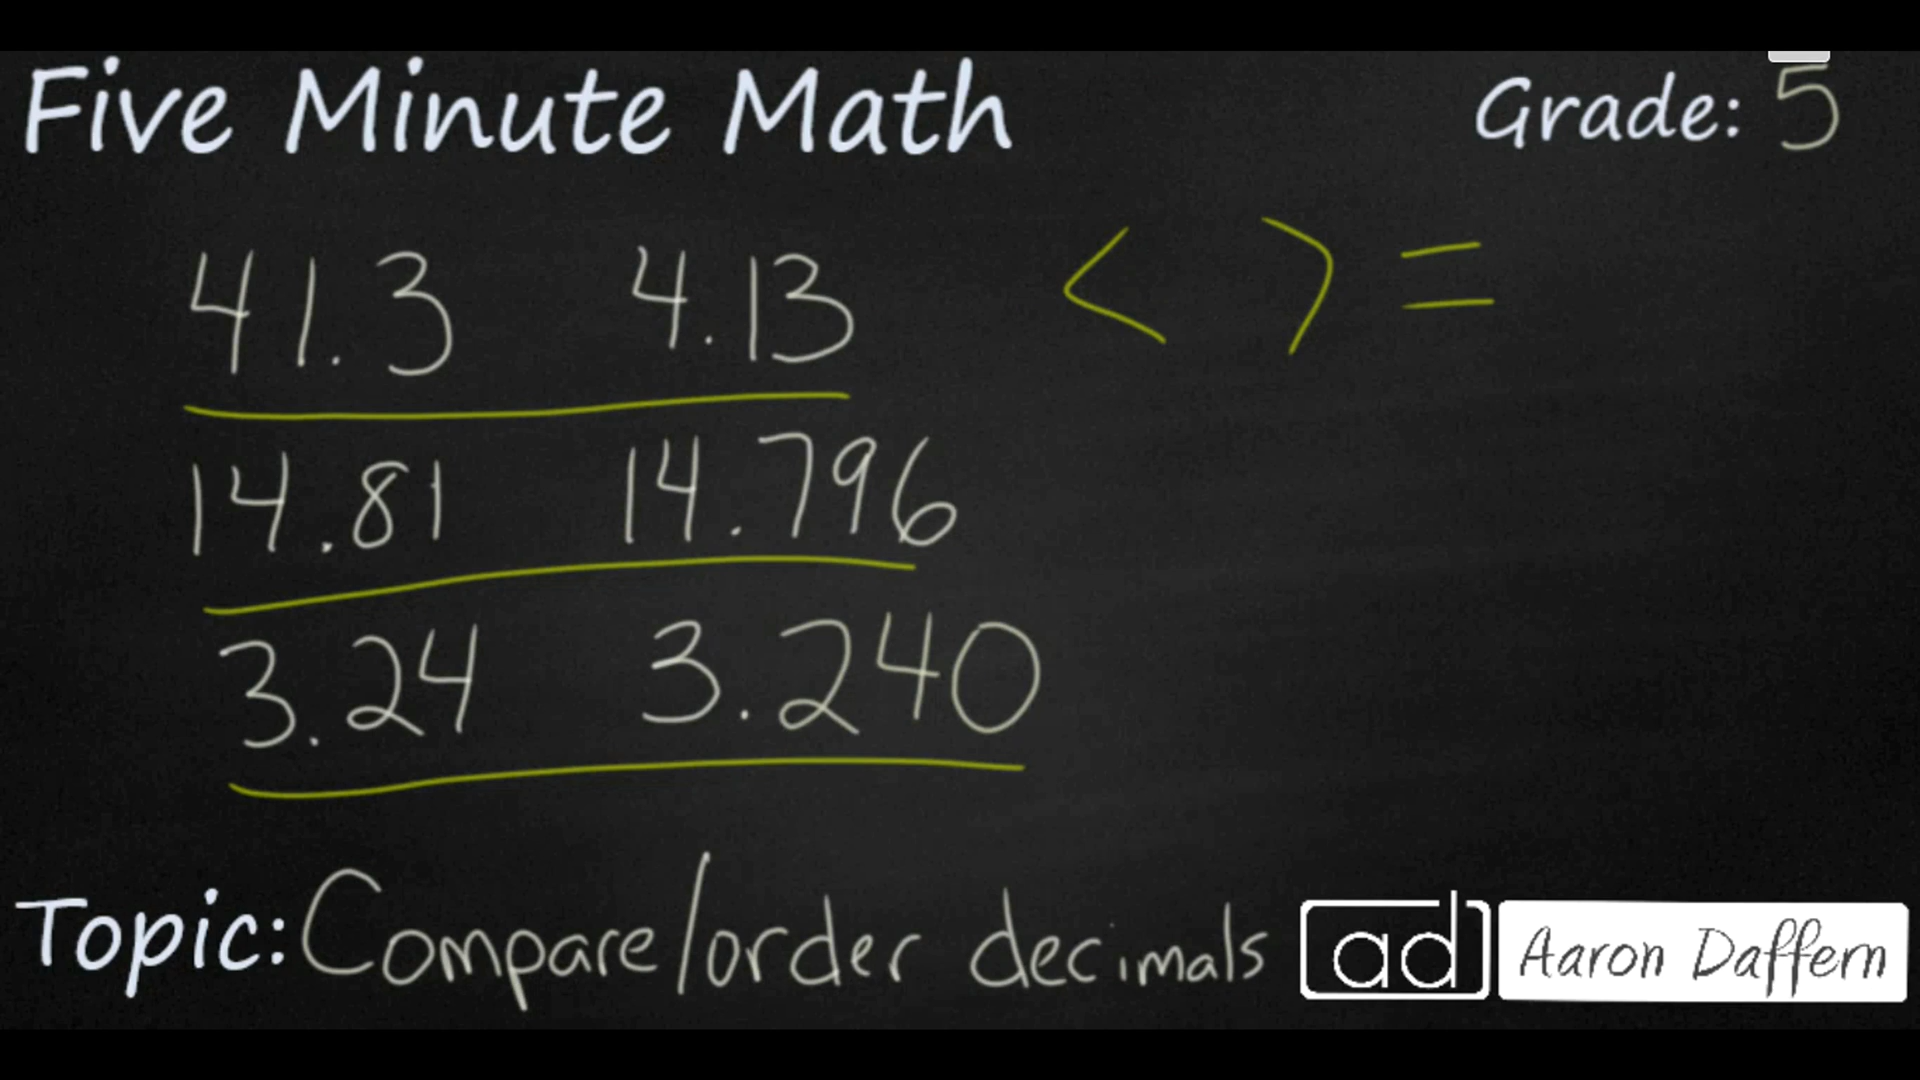 Five Minute Math Grade: 5
41.3 4.13 < > =
14.81 14.796
3.24 3.240
Topic: Compare/order decimals ad Aaron Daffern